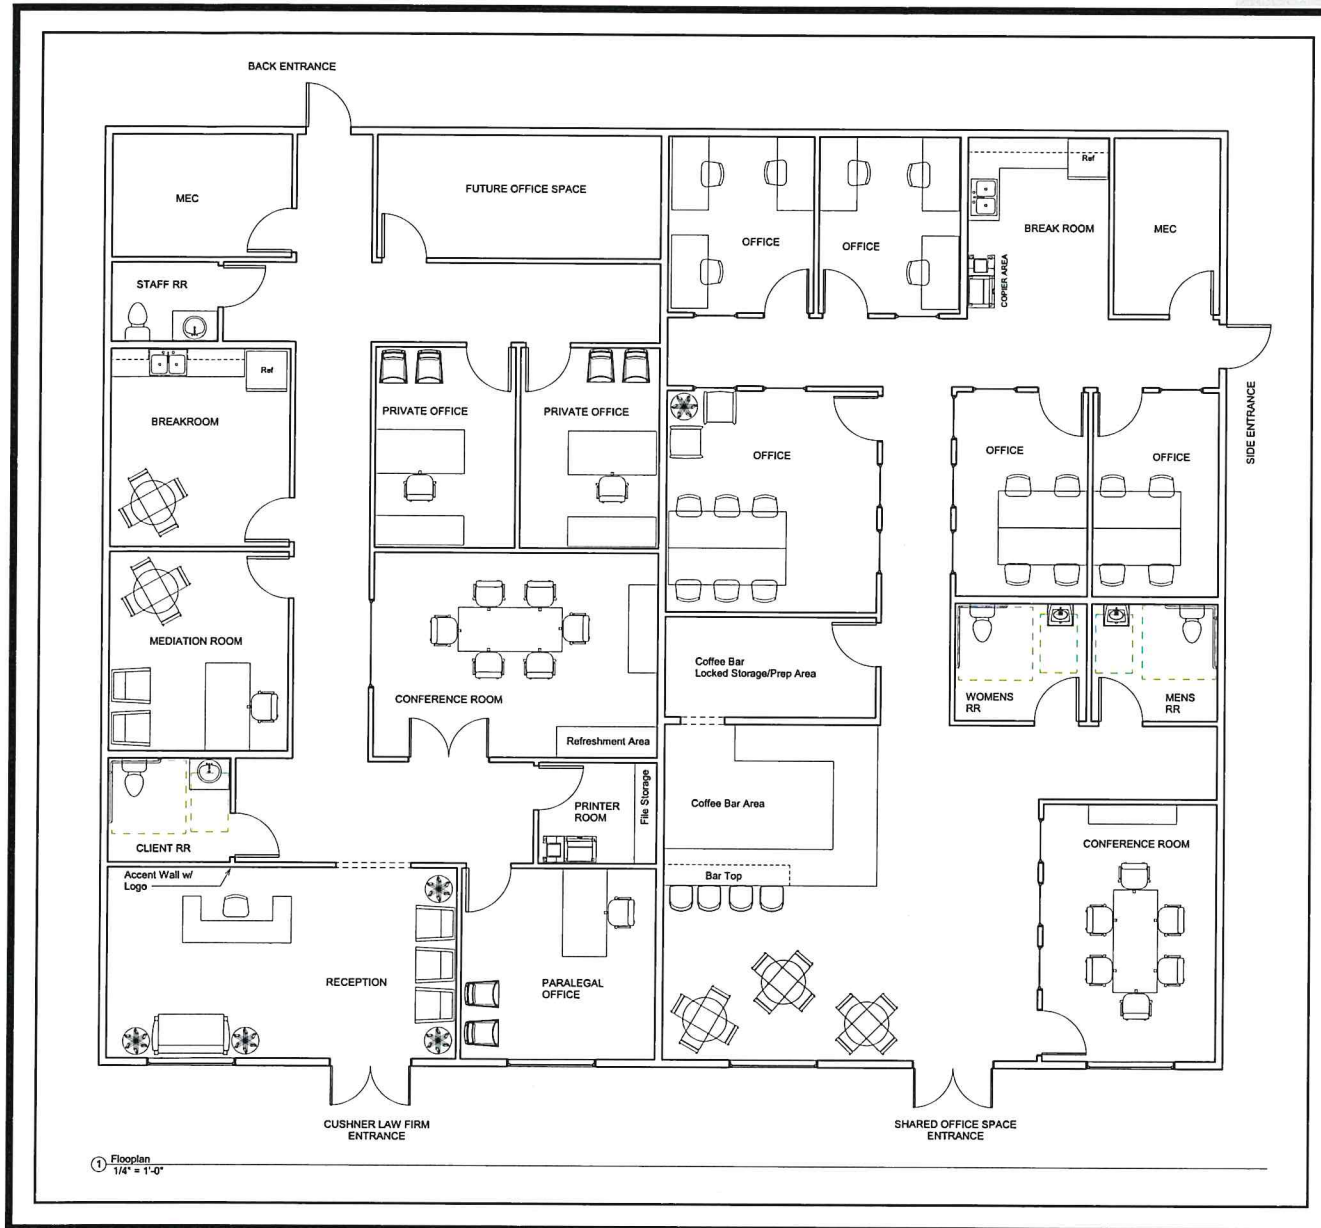 BACK ENTRANCE
MEC
FUTURE OFFICE SPACE
OFFICE
OFFICE
Ref
BREAK ROOM
MEC
COPIER AREA
STAFF RR
SIDE ENTRANCE
Ref
BREAKROOM
PRIVATE OFFICE
PRIVATE OFFICE
OFFICE
OFFICE
OFFICE
MEDIATION ROOM
CONFERENCE ROOM
Refreshment Area
Coffee Bar
Locked Storage/Prep Area
WOMENS
RR
MENS
RR
CLIENT RR
PRINTER
ROOM
File Storage
Coffee Bar Area
Bar Top
CONFERENCE ROOM
Accent Wall w/
Logo
RECEPTION
PARALEGAL
OFFICE
CUSHNER LAW FIRM
ENTRANCE
SHARED OFFICE SPACE
ENTRANCE
1
Flooplan
1/4" = 1'-0"